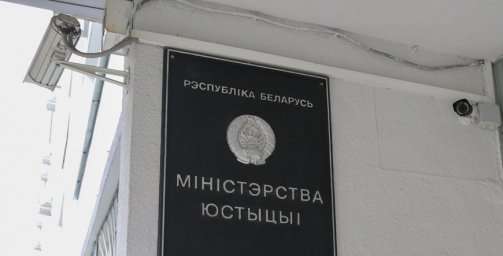 РЭСПУБЛІКА БЕЛАРУСЬ
МІНІСТЭРСТВА
ЮСТЫЦЫІ